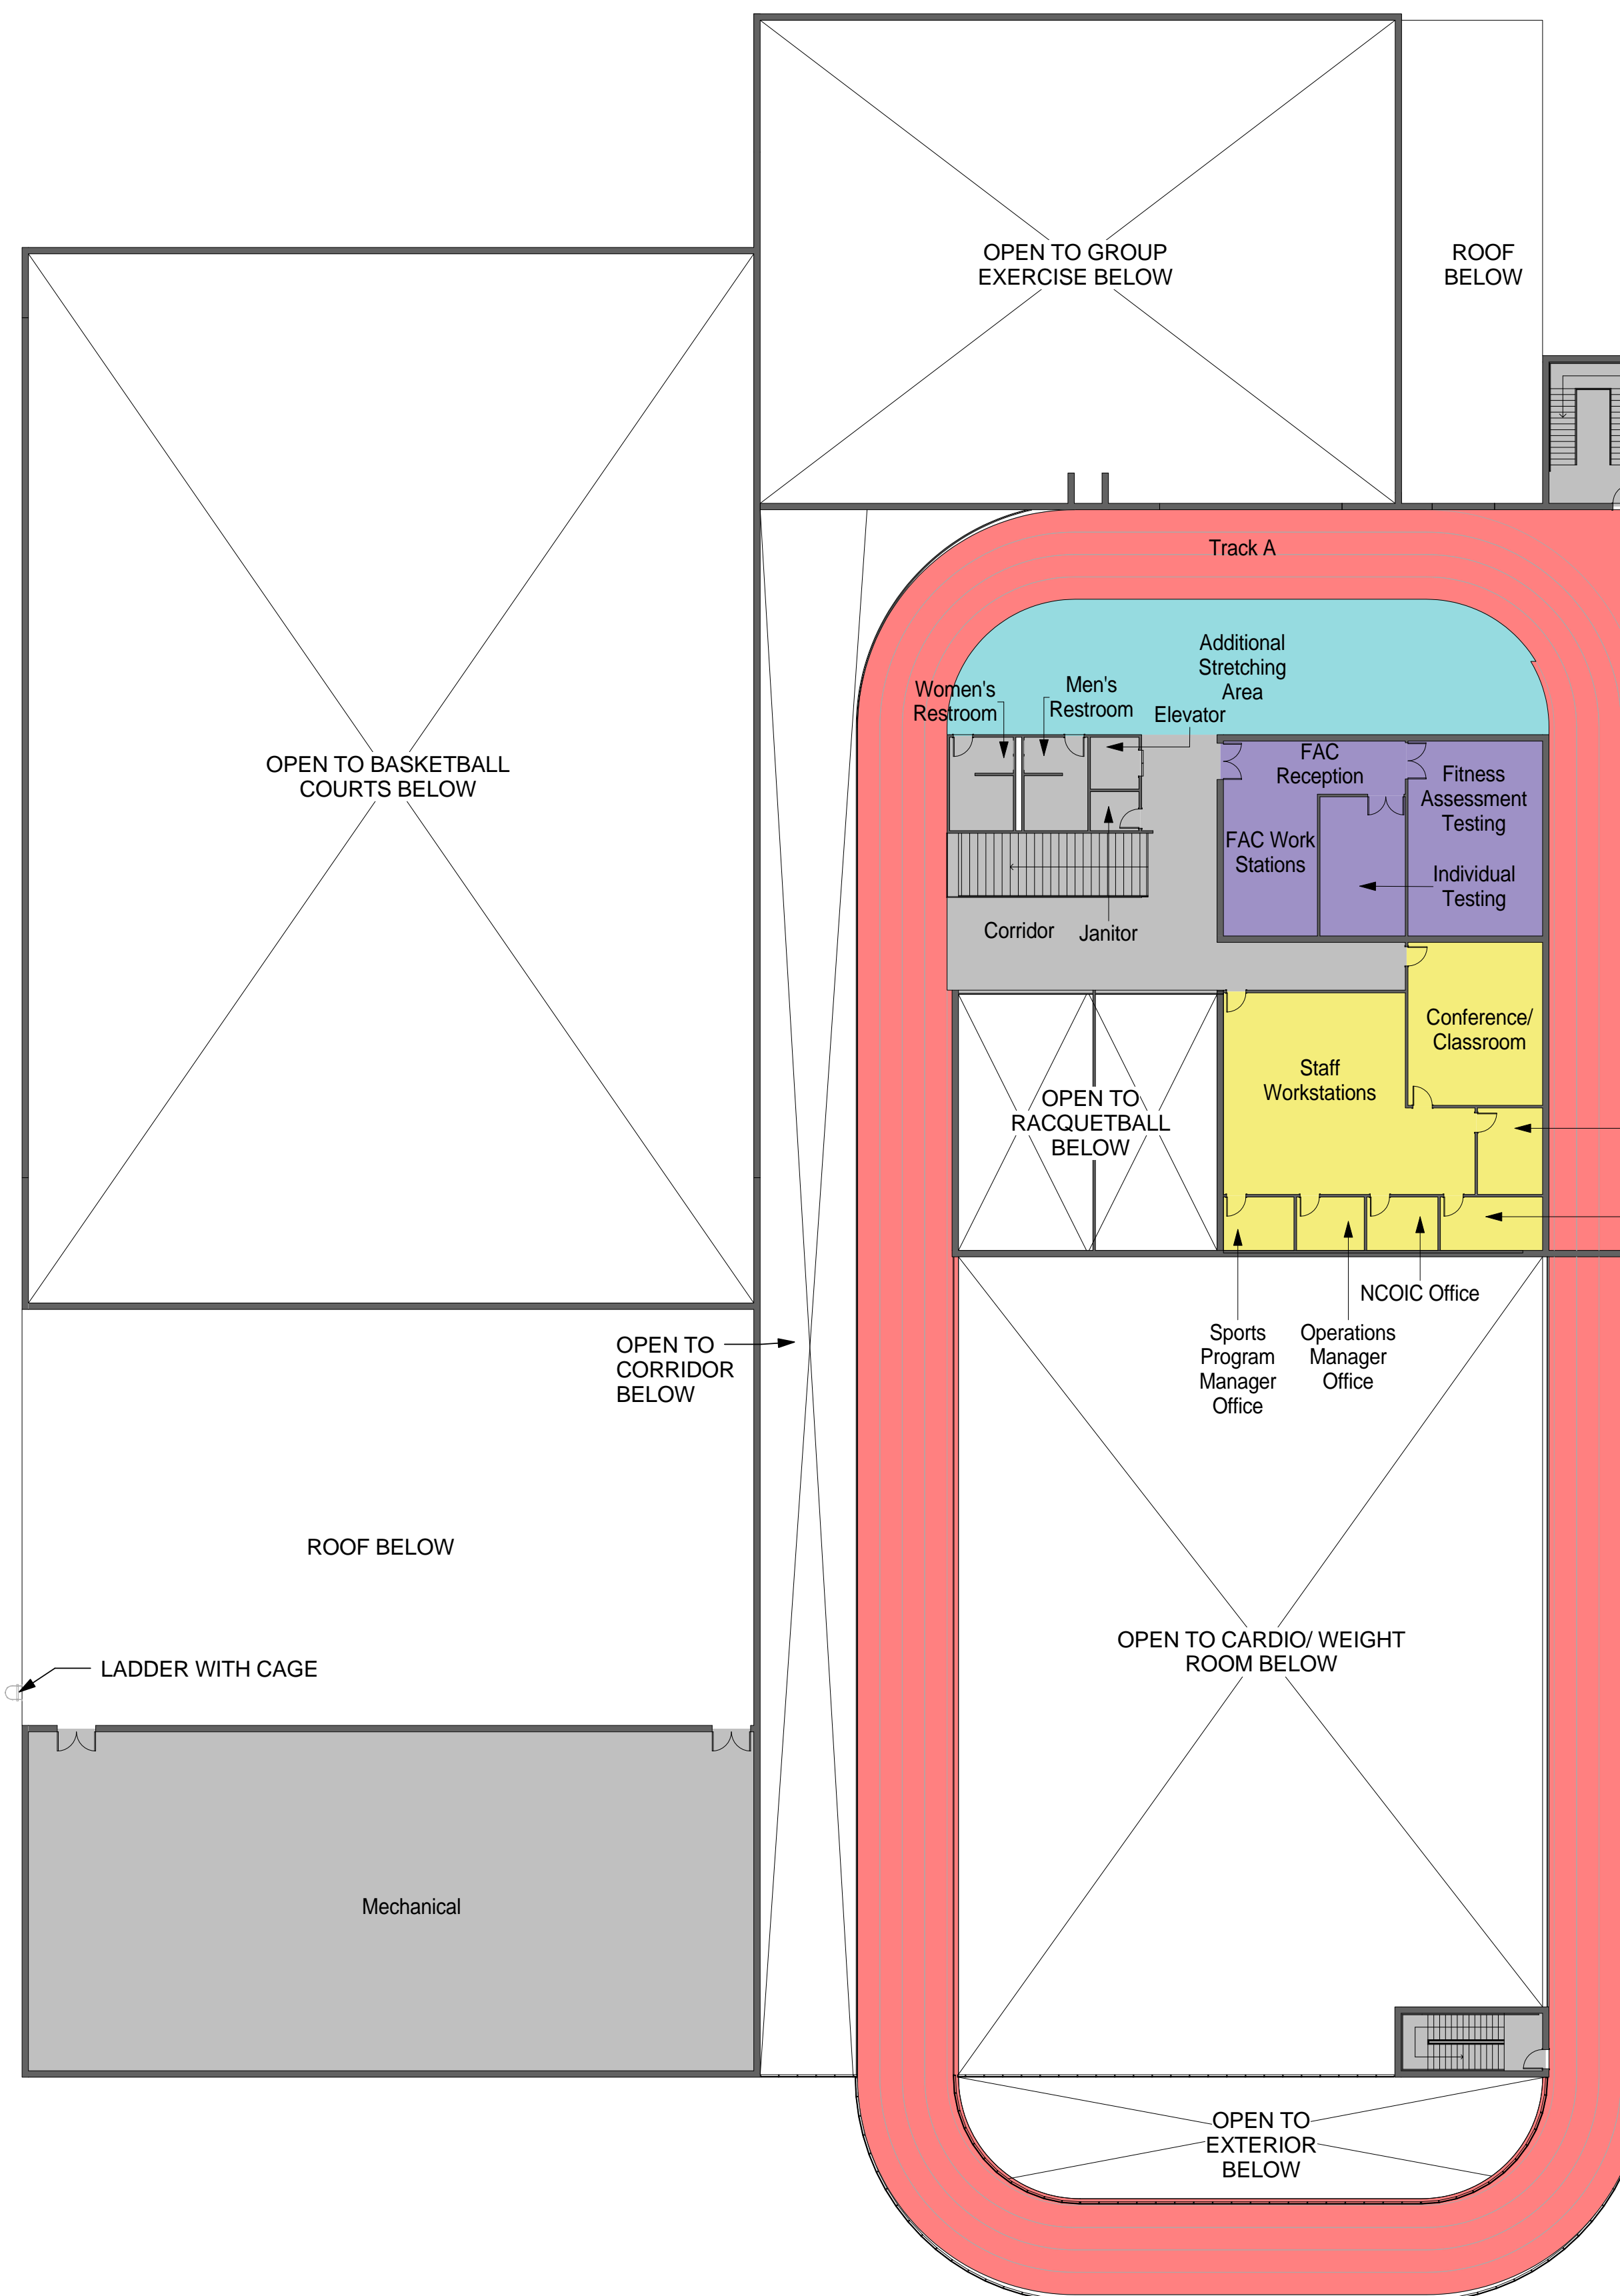 OPEN TO GROUP
EXERCISE BELOW
ROOF
BELOW
Track A
Additional
Stretching
Area
Women's
Restroom
Men's
Restroom
Elevator
FAC
Reception
Fitness
Assessment
Testing
OPEN TO BASKETBALL
COURTS BELOW
FAC Work
Stations
Individual
Testing
Corridor
Janitor
Conference/
Classroom
Staff
Workstations
OPEN TO
RACQUETBALL
BELOW
NCOIC Office
Sports
Program
Manager
Office
Operations
Manager
Office
OPEN TO
CORRIDOR
BELOW
ROOF BELOW
OPEN TO CARDIO/ WEIGHT
ROOM BELOW
LADDER WITH CAGE
Mechanical
OPEN TO
EXTERIOR
BELOW